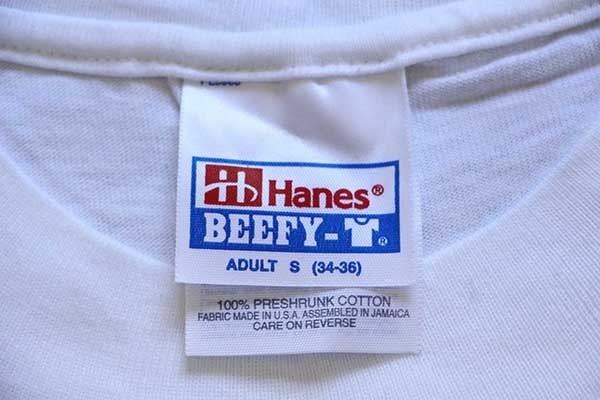 Hanes®
BEEFY-T®
ADULT S (34-36)
100% PRESHRUNK COTTON
FABRIC MADE IN U.S.A. ASSEMBLED IN JAMAICA
CARE ON REVERSE